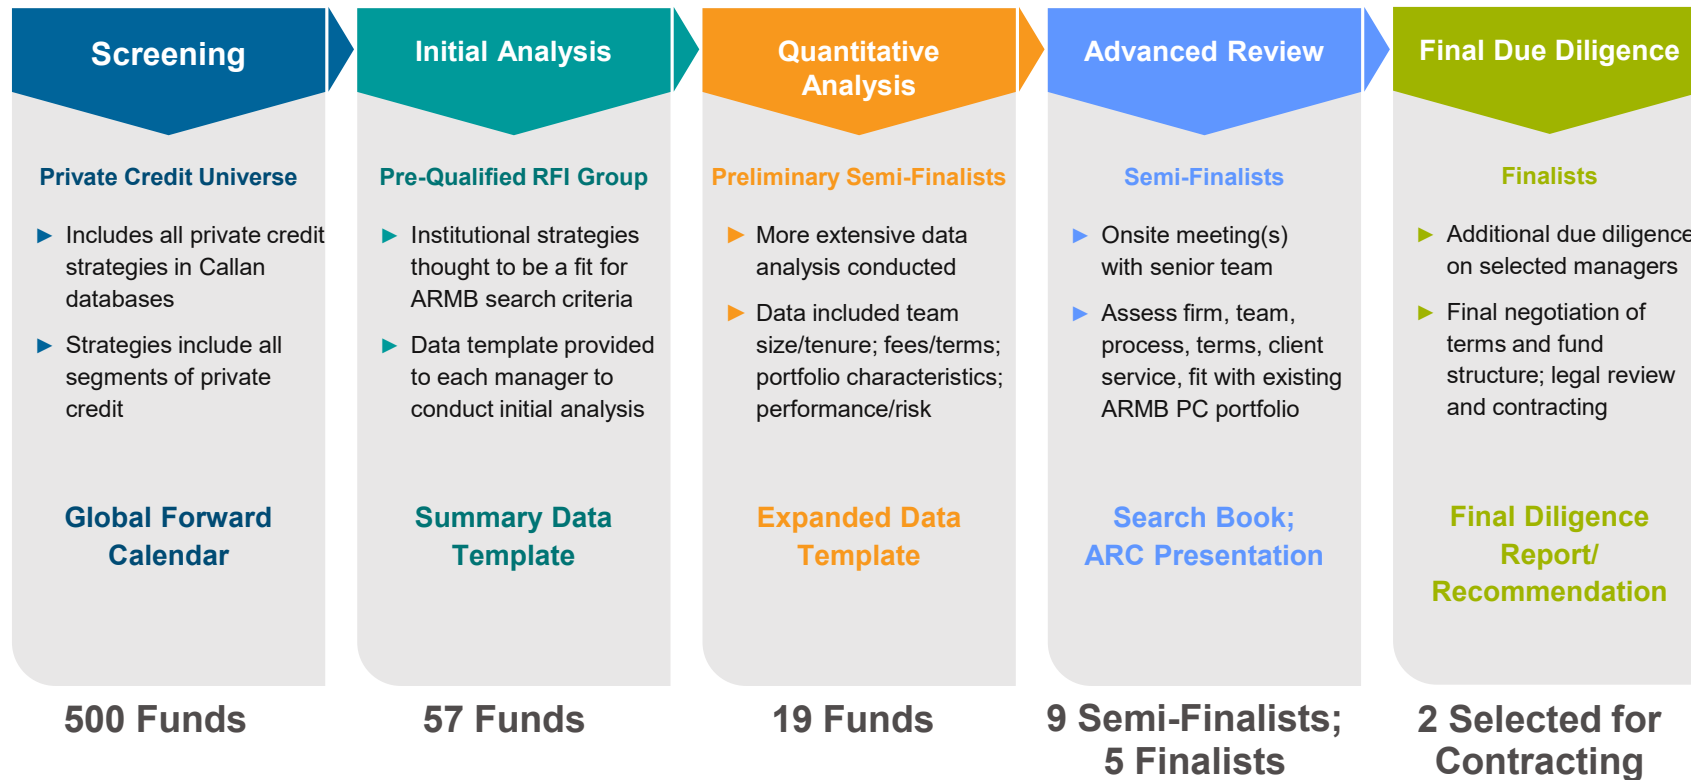 Screening
Private Credit Universe
Includes all private credit
strategies in Callan
databases
Strategies include all
segments of private
credit
Global Forward
Calendar
500 Funds
Initial Analysis
Pre-Qualified RFI Group
Institutional strategies
thought to be a fit for
ARMB search criteria
Data template provided
to each manager to
conduct initial analysis
Summary Data
Template
57 Funds
Quantitative
Analysis
Preliminary Semi-Finalists
More extensive data
analysis conducted
Data included team
size/tenure; fees/terms;
portfolio characteristics;
performance/risk
Expanded Data
Template
19 Funds
Advanced Review
Semi-Finalists
Onsite meeting(s)
with senior team
Assess firm, team,
process, terms, client
service, fit with existing
ARMB PC portfolio
Search Book;
ARC Presentation
9 Semi-Finalists;
5 Finalists
Final Due Diligence
Finalists
Additional due diligence
on selected managers
Final negotiation of
terms and fund
structure; legal review
and contracting
Final Diligence
Report/
Recommendation
2 Selected for
Contracting